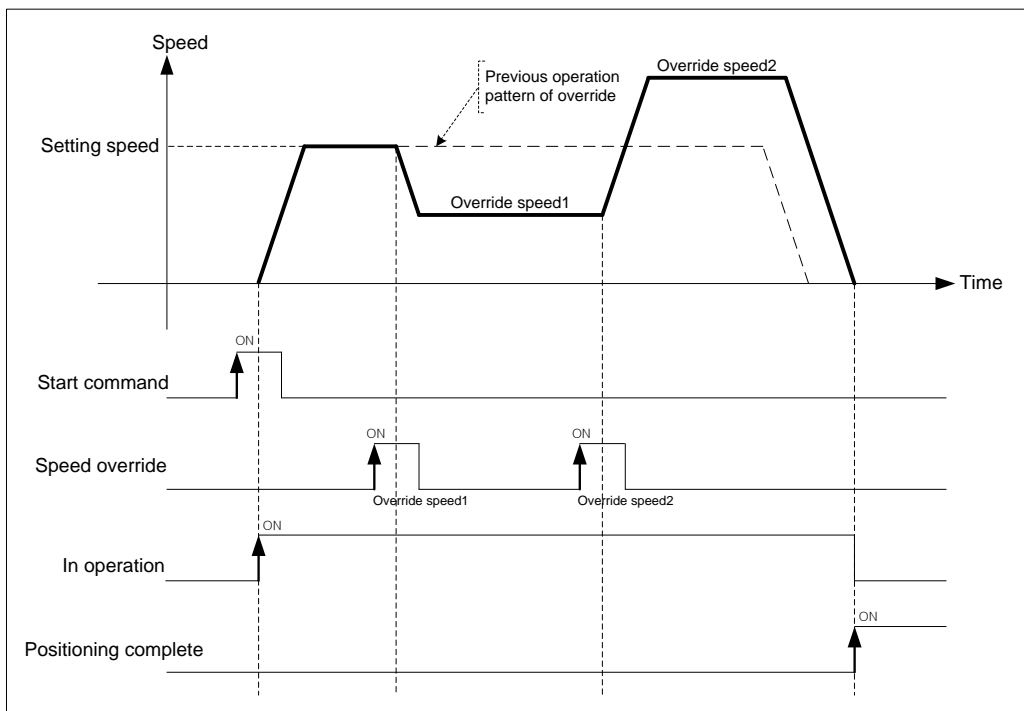 Speed
Override speed2
Previous operation
pattern of override
Setting speed
Override speed1
Time
ON
Start command
ON
ON
Speed override
Override speed1
Override speed2
ON
In operation
ON
Positioning complete